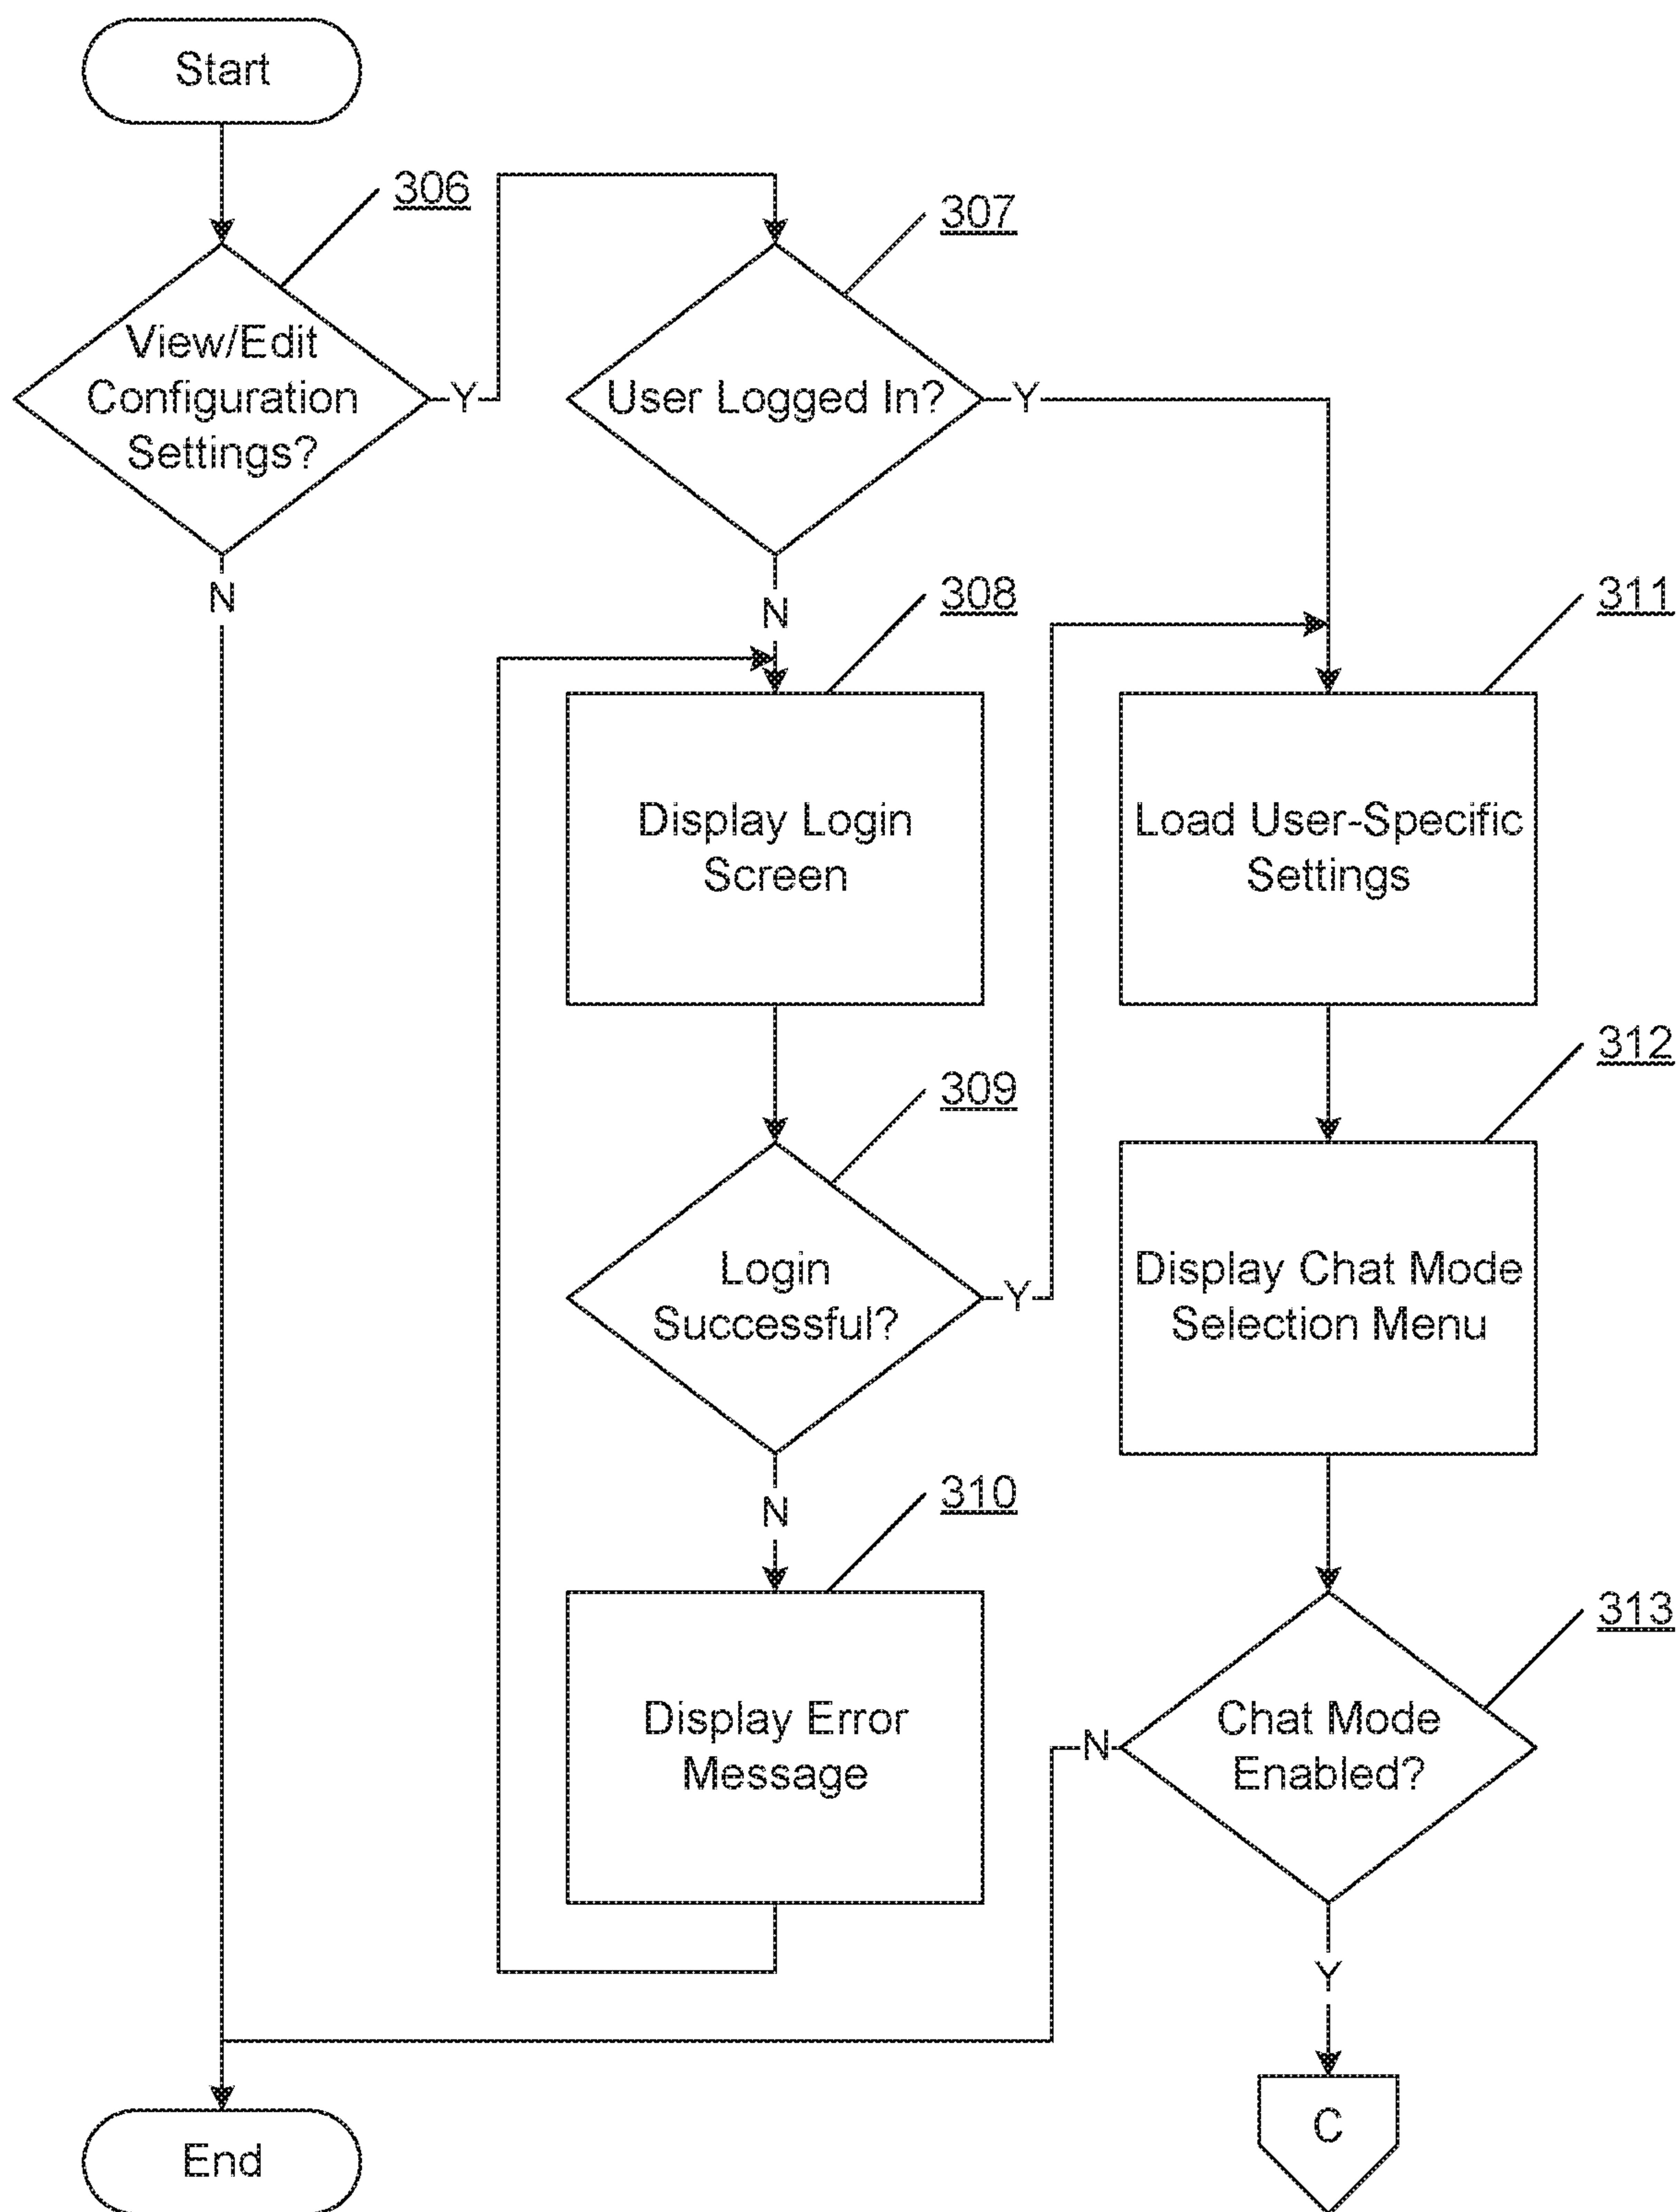 Start
306
View/Edit
Configuration
Settings?
Y
N
307
User Logged In?
Y
N
308
Display Login
Screen
309
Login
Successful?
Y
N
310
Display Error
Message
311
Load User-Specific
Settings
312
Display Chat Mode
Selection Menu
313
Chat Mode
Enabled?
N
Y
C
End